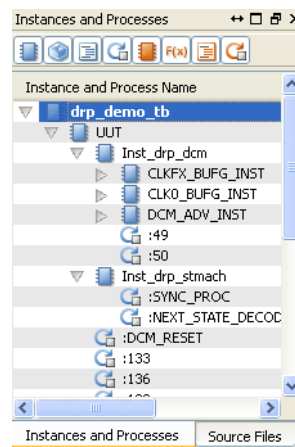 Instances and Processes
F(x)
Instance and Process Name
drp_demo_tb
UUT
Inst_drp_dcm
CLKFX_BUFG_INST
CLK0_BUFG_INST
DCM_ADV_INST
:49
:50
Inst_drp_stmach
:SYNC_PROC
:NEXT_STATE_DECOD
:DCM_RESET
:133
:136
Instances and Processes
Source Files